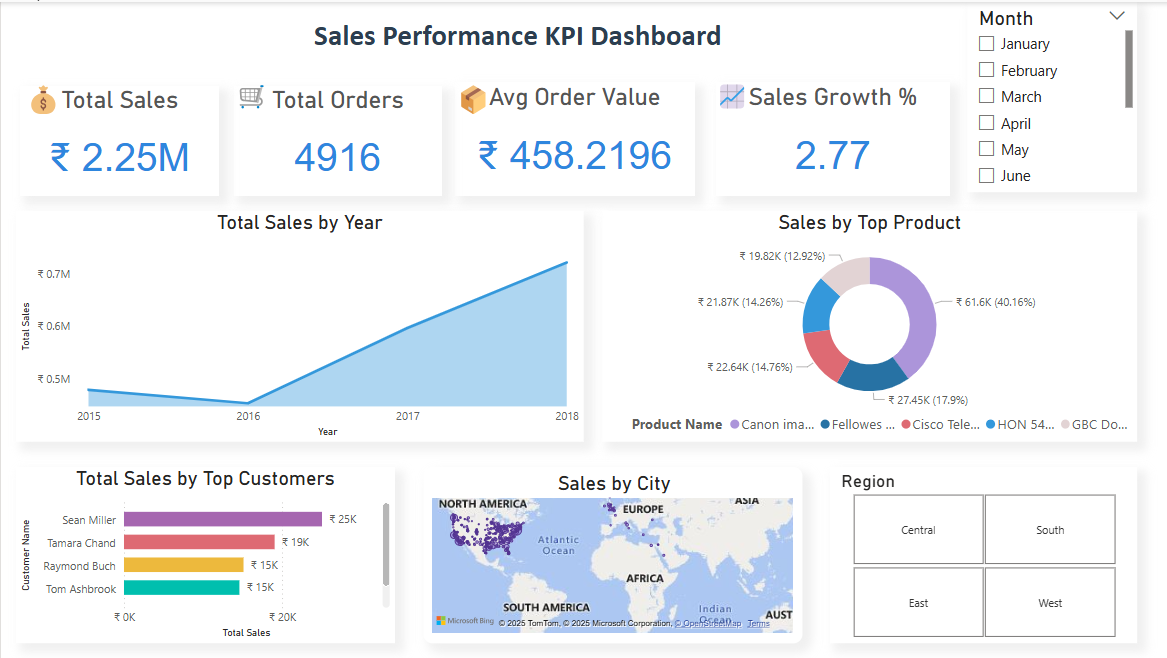 Sales Performance KPI Dashboard
Month
January
February
March
April
May
June
Total Sales
₹ 2.25M
Total Orders
4916
Avg Order Value
₹ 458.2196
Sales Growth %
2.77
Total Sales by Year
₹ 0.7M
₹ 0.6M
₹ 0.5M
Total Sales
2015 2016 2017 2018
Year
Sales by Top Product
₹ 19.82K (12.92%)
₹ 61.6K (40.16%)
₹ 21.87K (14.26%)
₹ 22.64K (14.76%)
₹ 27.45K (17.9%)
Product Name Canon ima... Fellowes ... Cisco Tele... HON 54... GBC Do...
Total Sales by Top Customers
Customer Name
Sean Miller ₹ 25K
Tamara Chand ₹ 19K
Raymond Buch ₹ 15K
Tom Ashbrook ₹ 15K
₹ 0K ₹ 20K
Total Sales
Sales by City
NORTH AMERICA
EUROPE
ASIA
Atlantic
Ocean
AFRICA
SOUTH AMERICA
Indian
Ocean
AUST
Microsoft Bing
© 2025 TomTom, © 2025 Microsoft Corporation, © OpenStreetMap Terms
Region
Central
South
East
West